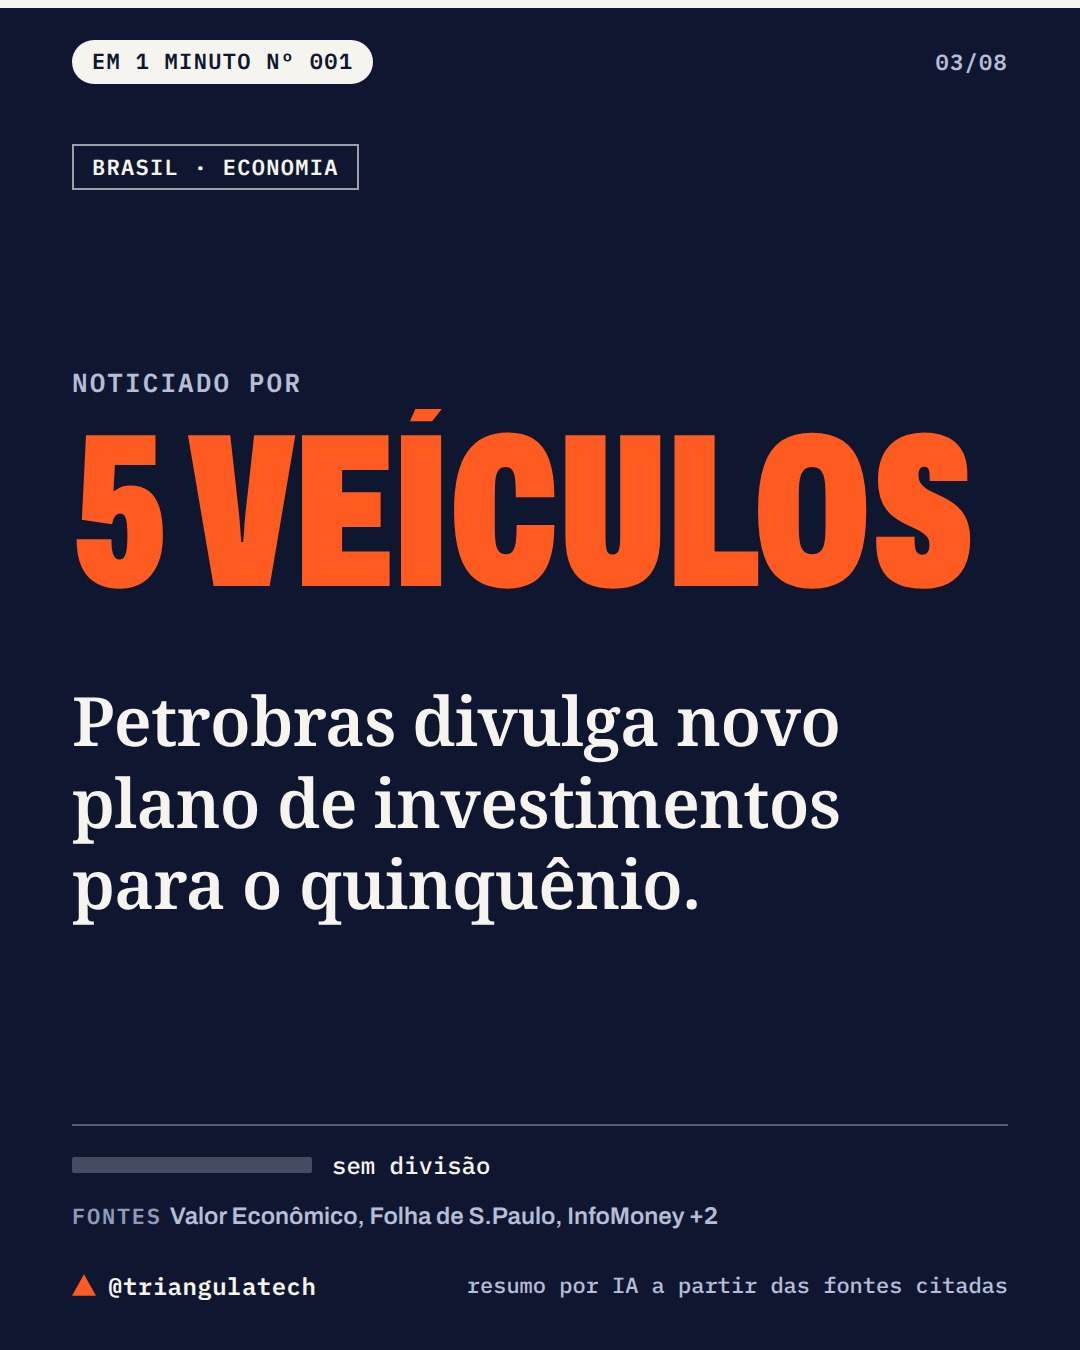 EM 1 MINUTO Nº 001
03/08
BRASIL · ECONOMIA
NOTICIADO POR
5 VEÍCULOS
Petrobras divulga novo
plano de investimentos
para o quinquênio.
sem divisão
FONTES Valor Econômico, Folha de S.Paulo, InfoMoney +2
@triangulatech
resumo por IA a partir das fontes citadas